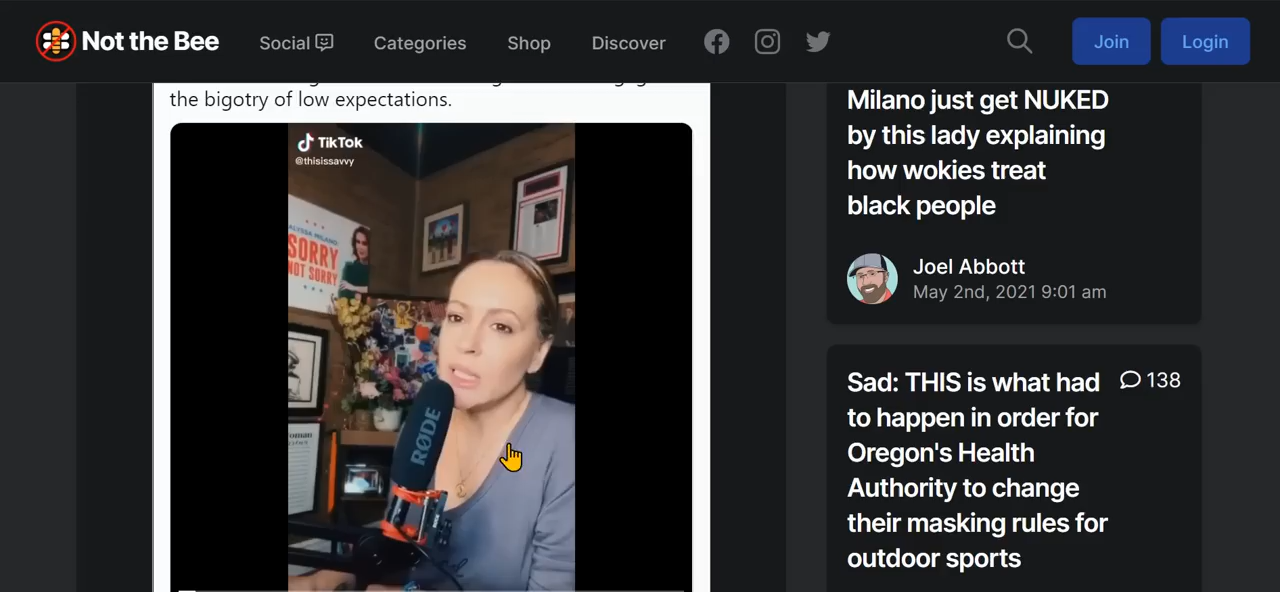 Not the Bee
Social
Categories
Shop
Discover
Join
Login
the bigotry of low expectations.
TikTok
@thisissavvy
ALYSSA MILANO
SORRY
NOT SORRY
RØDE
Milano just get NUKED
by this lady explaining
how wokies treat
black people
Joel Abbott
May 2nd, 2021 9:01 am
Sad: THIS is what had
138
to happen in order for
Oregon's Health
Authority to change
their masking rules for
outdoor sports